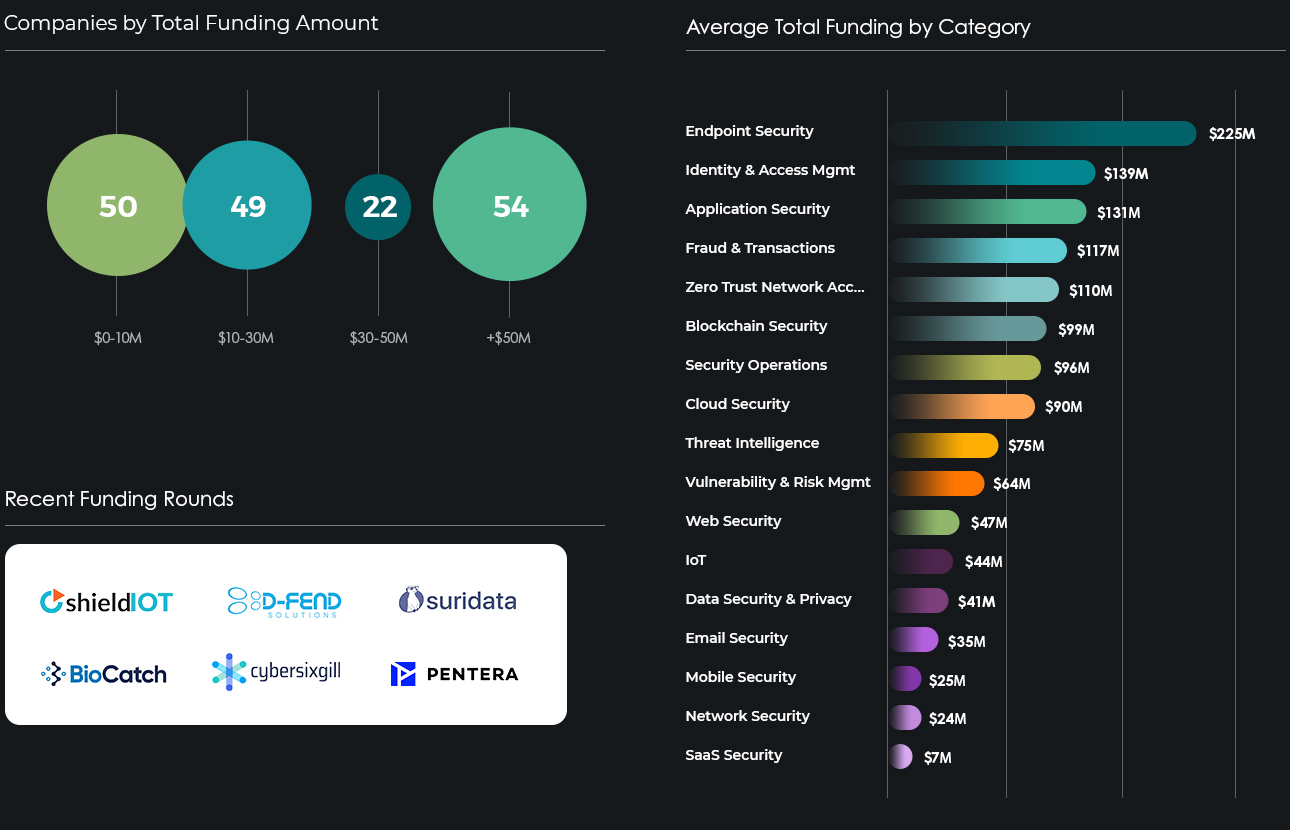 Companies by Total Funding Amount
50
49
22
54
$0-10M
$10-30M
$30-50M
+$50M
Recent Funding Rounds
shieldIOT
D-FEND
SOLUTIONS
suridata
BioCatch
cybersixgill
PENTERA
Average Total Funding by Category
Endpoint Security $225M
Identity & Access Mgmt $139M
Application Security $131M
Fraud & Transactions $117M
Zero Trust Network Acc... $110M
Blockchain Security $99M
Security Operations $96M
Cloud Security $90M
Threat Intelligence $75M
Vulnerability & Risk Mgmt $64M
Web Security $47M
IoT $44M
Data Security & Privacy $41M
Email Security $35M
Mobile Security $25M
Network Security $24M
SaaS Security $7M